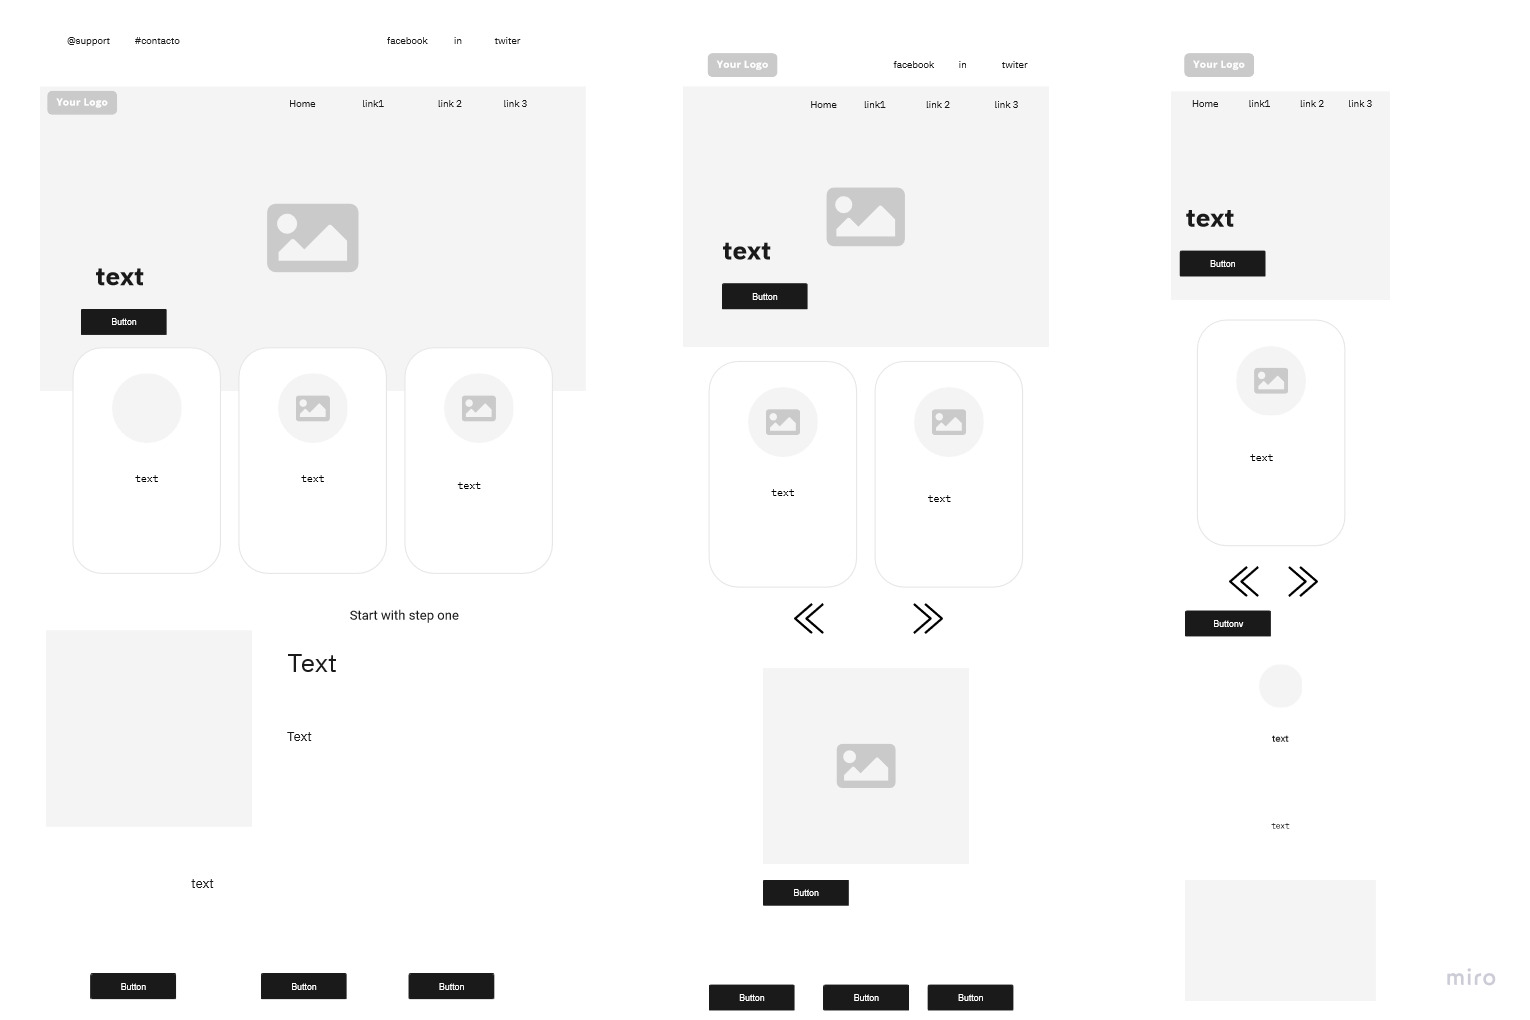 @support #contacto facebook in twiter
Your Logo Home link1 link 2 link 3
text
Button
text text text
Start with step one
Text
Text
text
Button Button Button
Your Logo facebook in twiter
Home link1 link 2 link 3
text
Button
text text
Button
Button Button Button
Your Logo
Home link1 link 2 link 3
text
Button
text
Buttonv
text
text
miro